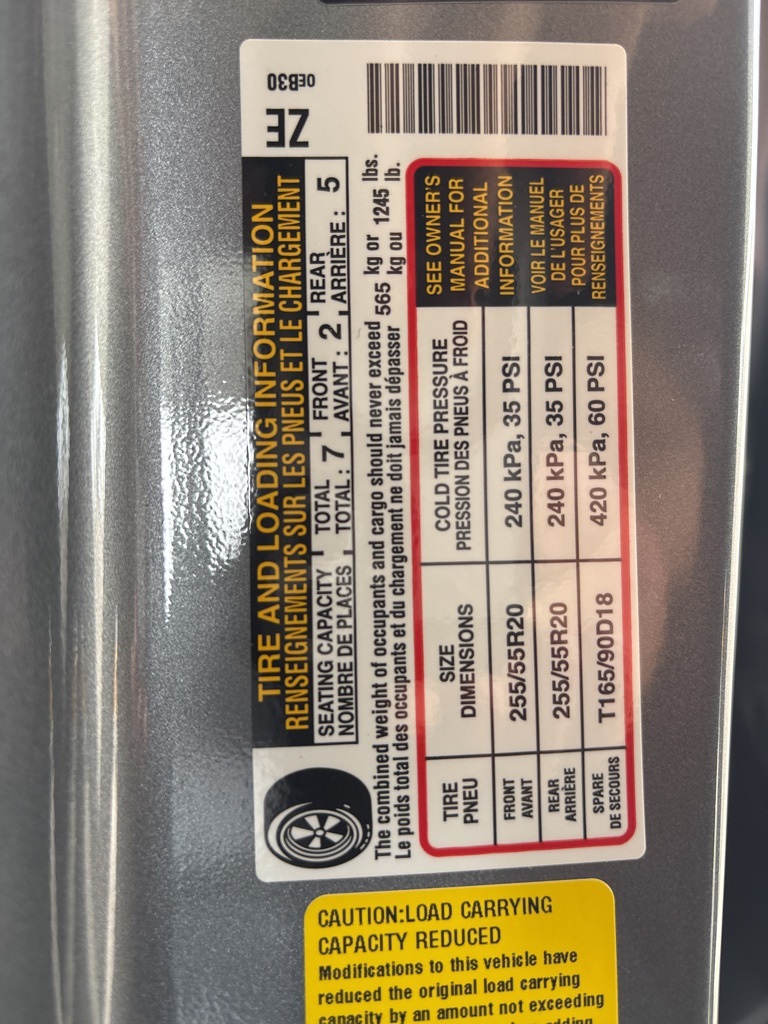 ZE
0EB30
TIRE AND LOADING INFORMATION
RENSEIGNEMENTS SUR LES PNEUS ET LE CHARGEMENT
SEATING CAPACITY TOTAL FRONT REAR
NOMBRE DE PLACES TOTAL : 7 AVANT : 2 ARRIÈRE : 5
The combined weight of occupants and cargo should never exceed 565 kg or 1245 lbs.
Le poids total des occupants et du chargement ne doit jamais dépasser kg ou lb.
TIRE
PNEU
SIZE
DIMENSIONS
COLD TIRE PRESSURE
PRESSION DES PNEUS À FROID
FRONT
AVANT
255/55R20
240 kPa, 35 PSI
REAR
ARRIÈRE
255/55R20
240 kPa, 35 PSI
SPARE
DE SECOURS
T165/90D18
420 kPa, 60 PSI
SEE OWNER'S
MANUAL FOR
ADDITIONAL
INFORMATION
VOIR LE MANUEL
DE L'USAGER
POUR PLUS DE
RENSEIGNEMENTS
CAUTION:LOAD CARRYING
CAPACITY REDUCED
Modifications to this vehicle have
reduced the original load carrying
capacity by an amount not exceeding